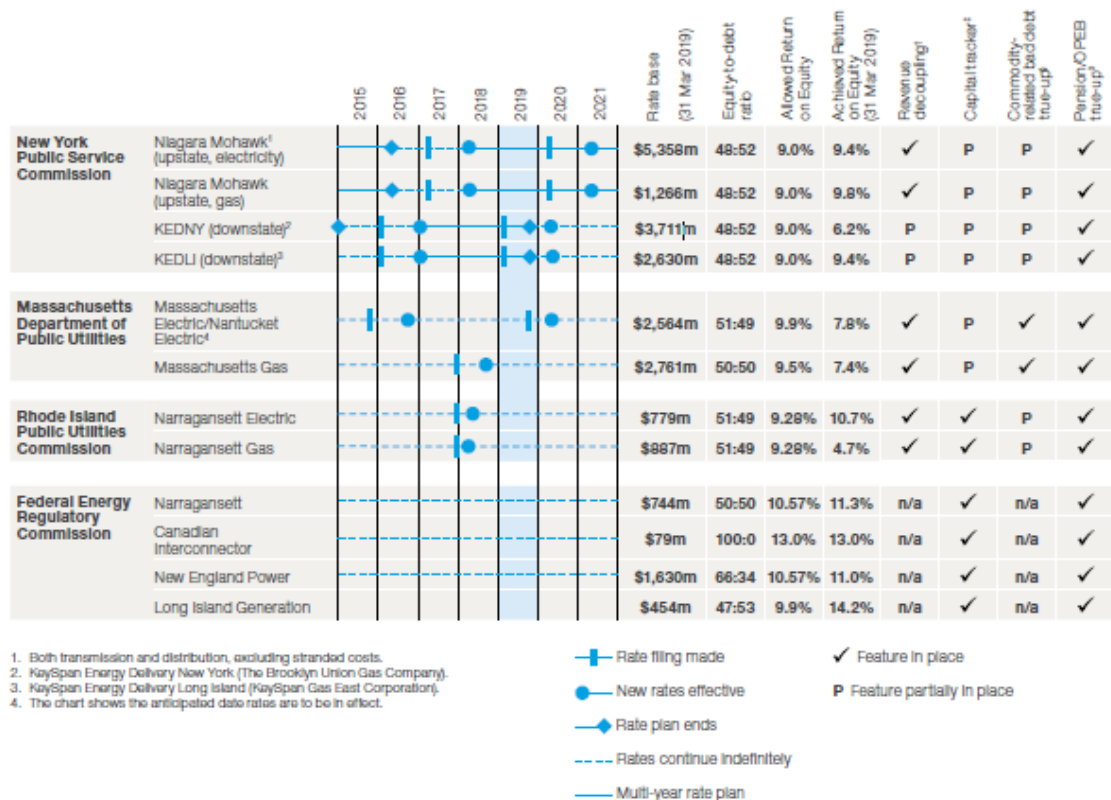 2015 2016 2017 2018 2019 2020 2021 Rate base (31 Mar 2019) Equity-to-debt ratio Allowed Return on Equity Achieved Return on Equity (31 Mar 2019) Revenue decoupling† Capital tracker‡ Commodity-related bad debt true-up§ Pension/OPEB true-up◊
New York Public Service Commission
Niagara Mohawk¹ (upstate, electricity) $5,358m 48:52 9.0% 9.4% ✓ P P ✓
Niagara Mohawk (upstate, gas) $1,266m 48:52 9.0% 9.8% ✓ P P ✓
KEDNY (downstate)² $3,711m 48:52 9.0% 6.2% P P P ✓
KEDLI (downstate)³ $2,630m 48:52 9.0% 9.4% P P P ✓
Massachusetts Department of Public Utilities
Massachusetts Electric/Nantucket Electric⁴ $2,564m 51:49 9.9% 7.8% ✓ P ✓ ✓
Massachusetts Gas $2,761m 50:50 9.5% 7.4% ✓ P ✓ ✓
Rhode Island Public Utilities Commission
Narragansett Electric $779m 51:49 9.28% 10.7% ✓ ✓ P ✓
Narragansett Gas $887m 51:49 9.28% 4.7% ✓ ✓ P ✓
Federal Energy Regulatory Commission
Narragansett $744m 50:50 10.57% 11.3% n/a ✓ n/a ✓
Canadian Interconnector $79m 100:0 13.0% 13.0% n/a ✓ n/a ✓
New England Power $1,630m 66:34 10.57% 11.0% n/a ✓ n/a ✓
Long Island Generation $454m 47:53 9.9% 14.2% n/a ✓ n/a ✓
1. Both transmission and distribution, excluding stranded costs.
2. KeySpan Energy Delivery New York (The Brooklyn Union Gas Company).
3. KeySpan Energy Delivery Long Island (KeySpan Gas East Corporation).
4. The chart shows the anticipated date rates are to be in effect.
Rate filing made
New rates effective
Rate plan ends
Rates continue indefinitely
Multi-year rate plan
✓ Feature in place
P Feature partially in place